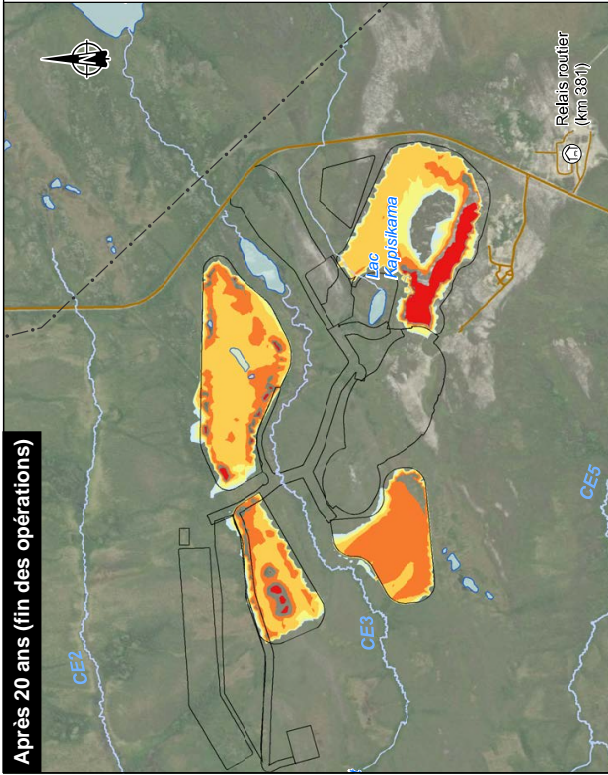 Après 20 ans (fin des opérations)
N
CE2
Lac
Kapisikama
Relais routier
(km 381)
CE3
CE5